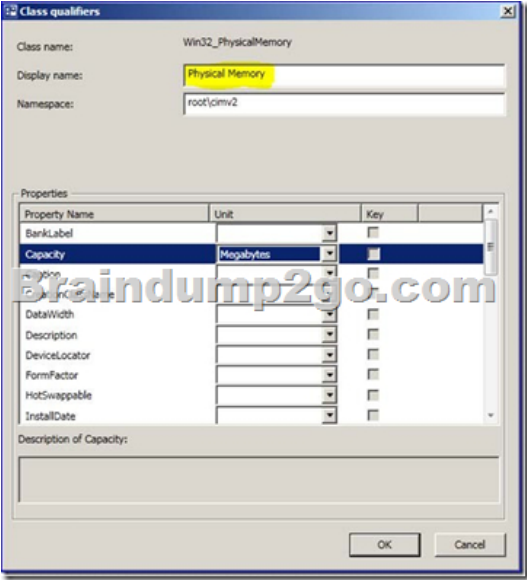 Class qualifiers
Class name: Win32_PhysicalMemory
Display name: Physical Memory
Namespace: root\cimv2
Properties
Property Name Unit Key
BankLabel
Capacity Megabytes
Braindump2go.com
DataWidth
Description
DeviceLocator
FormFactor
HotSwappable
InstallDate
Description of Capacity:
OK Cancel